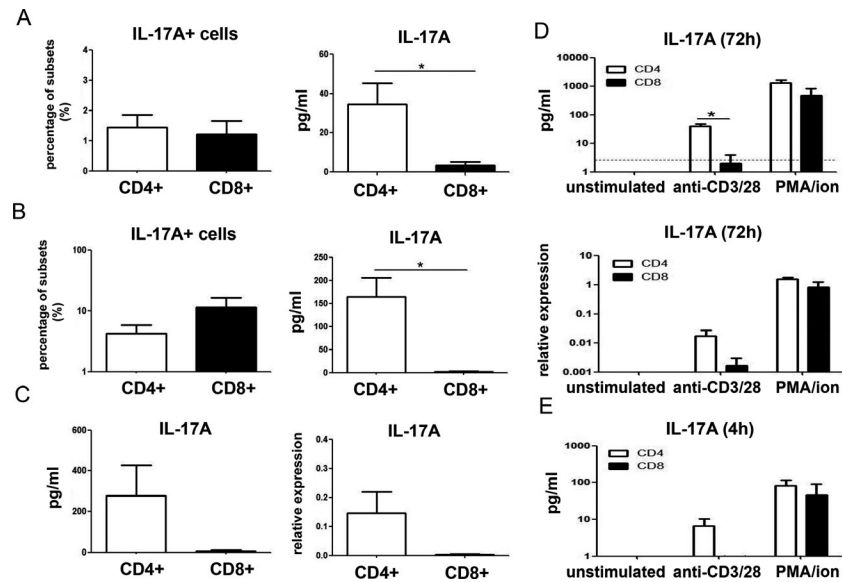 A
IL-17A+ cells
percentage of subsets
(%)
5
4
3
2
1
0
CD4+
CD8+
IL-17A
pg/ml
60
40
20
0
*
CD4+
CD8+
B
IL-17A+ cells
percentage of subsets
(%)
100
10
1
CD4+
CD8+
IL-17A
pg/ml
250
200
150
100
50
0
*
CD4+
CD8+
C
IL-17A
pg/ml
600
400
200
0
CD4+
CD8+
IL-17A
relative expression
0.4
0.3
0.2
0.1
0.0
CD4+
CD8+
D
IL-17A (72h)
CD4
CD8
pg/ml
10000
1000
100
10
1
*
unstimulated
anti-CD3/28
PMA/ion
IL-17A (72h)
CD4
CD8
relative expression
10
1
0.1
0.01
0.001
unstimulated
anti-CD3/28
PMA/ion
E
IL-17A (4h)
CD4
CD8
pg/ml
1000
100
10
1
unstimulated
anti-CD3/28
PMA/ion